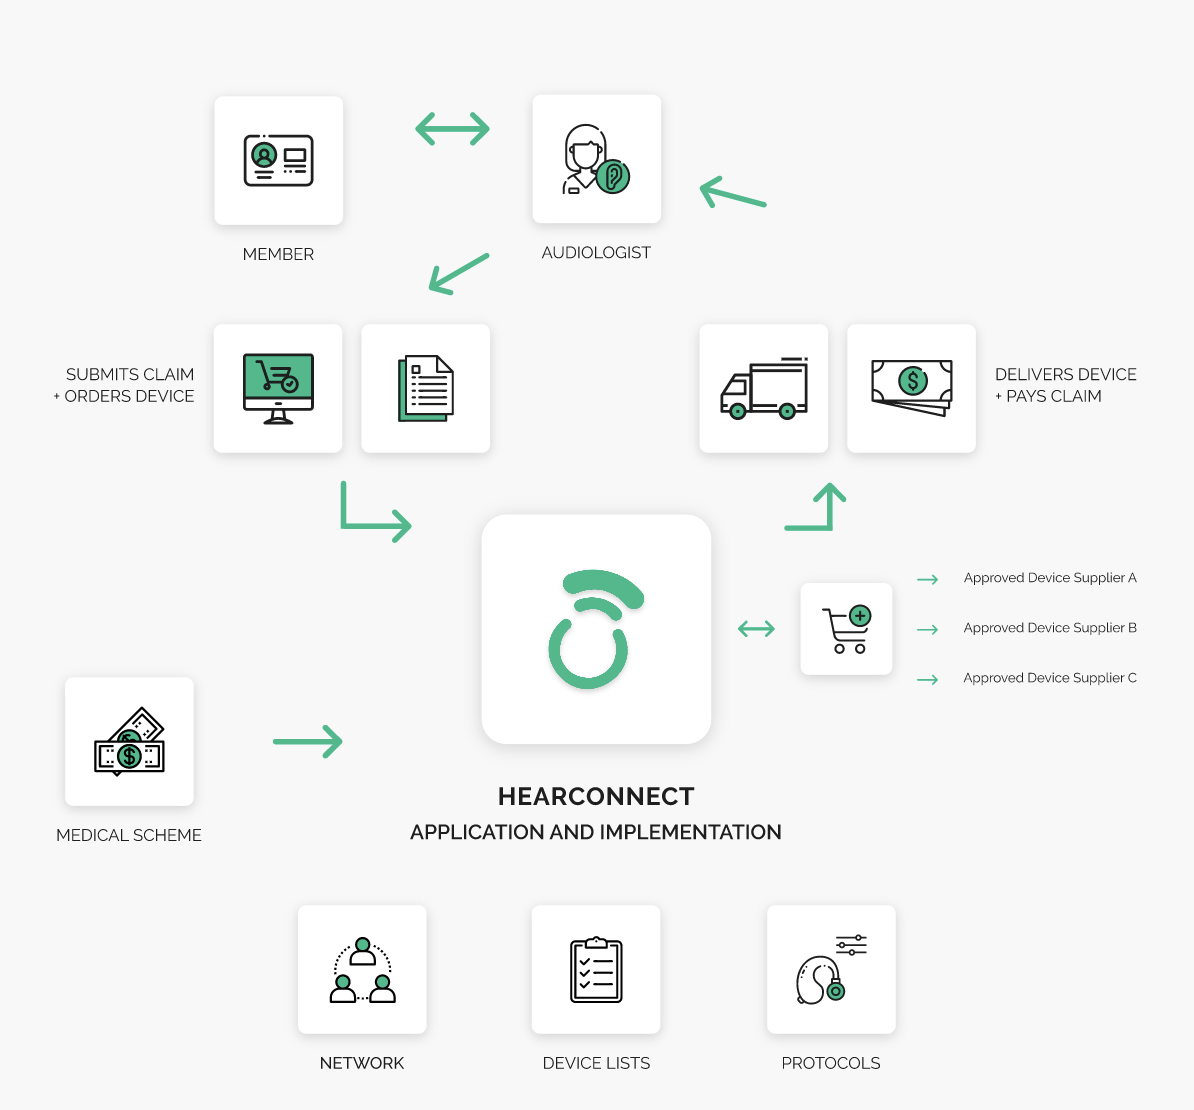 MEMBER
AUDIOLOGIST
SUBMITS CLAIM
+ ORDERS DEVICE
DELIVERS DEVICE
+ PAYS CLAIM
Approved Device Supplier A
Approved Device Supplier B
Approved Device Supplier C
MEDICAL SCHEME
HEARCONNECT
APPLICATION AND IMPLEMENTATION
NETWORK
DEVICE LISTS
PROTOCOLS